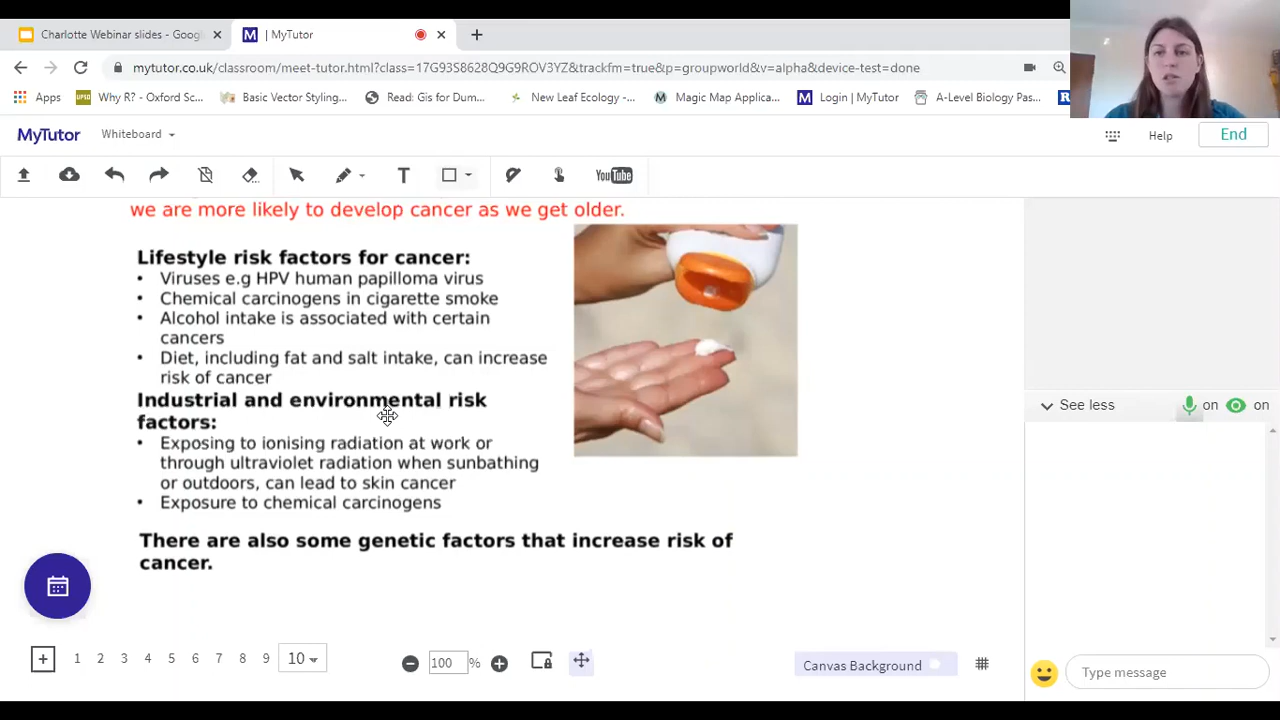 Charlotte Webinar slides - Goog
| MyTutor
mytutor.co.uk/classroom/meet-tutor.html?class=17G93S8S3Q9G9ROV3YZ&trackfm=true&p=groupworld&v=alpha&device-test=done
Apps
Why R? - Oxford Sc...
Basic Vector Styling...
Read: Gis for Dum...
New Leaf Ecology -...
Magic Map Applica...
Login | MyTutor
A-Level Biology Pas...
MyTutor
Whiteboard
Help
End
T
YouTube
we are more likely to develop cancer as we get older.
Lifestyle risk factors for cancer:
• Viruses e.g HPV human papilloma virus
• Chemical carcinogens in cigarette smoke
• Alcohol intake is associated with certain
cancers
• Diet, including fat and salt intake, can increase
risk of cancer
Industrial and environmental risk
factors:
• Exposing to ionising radiation at work or
through ultraviolet radiation when sunbathing
or outdoors, can lead to skin cancer
• Exposure to chemical carcinogens
There are also some genetic factors that increase risk of
cancer.
See less
on
on
1 2 3 4 5 6 7 8 9 10
100 %
Canvas Background
Type message